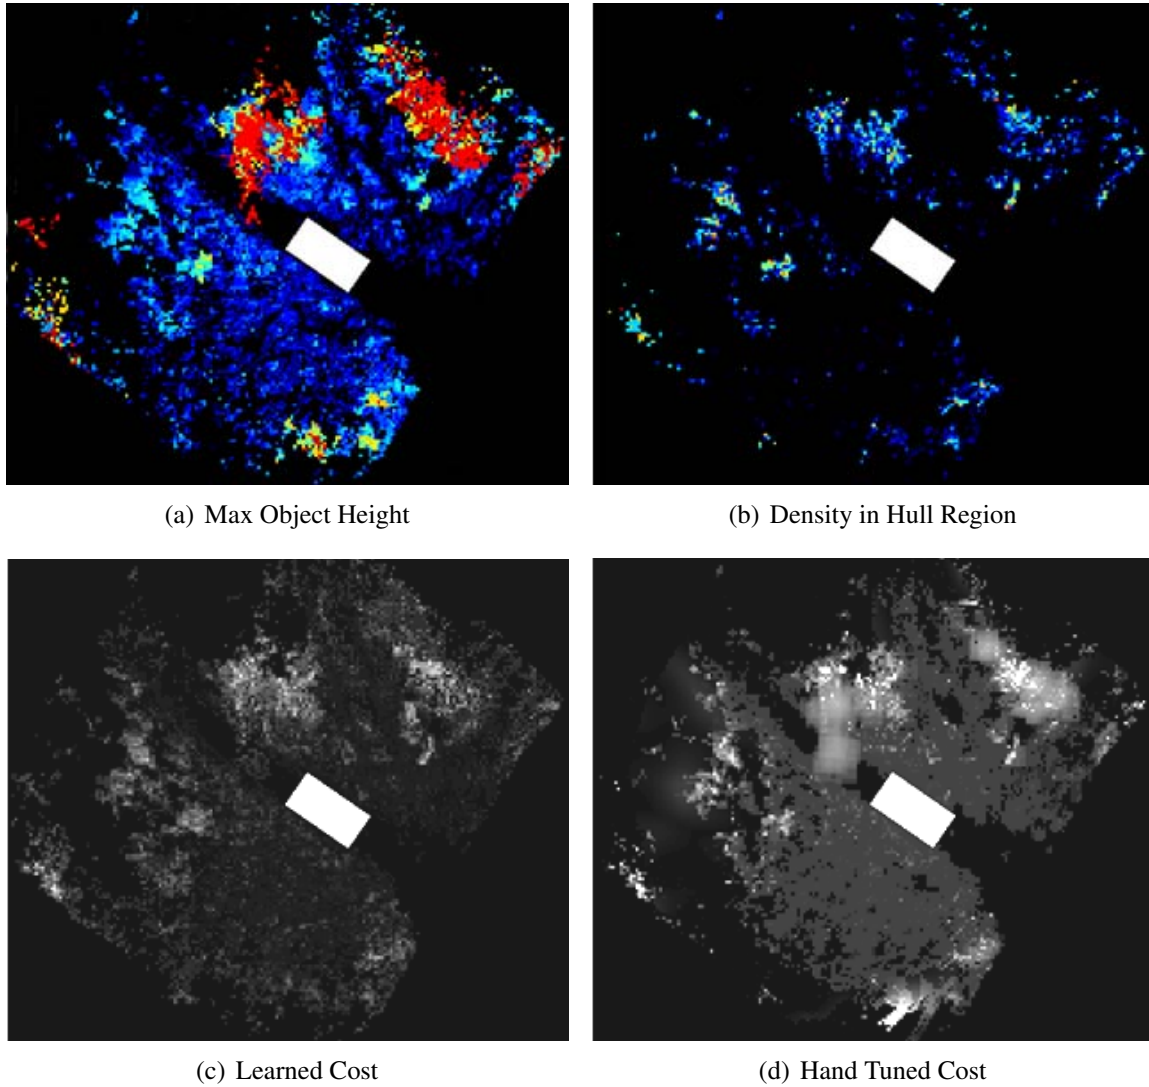 (a) Max Object Height
(b) Density in Hull Region
(c) Learned Cost
(d) Hand Tuned Cost